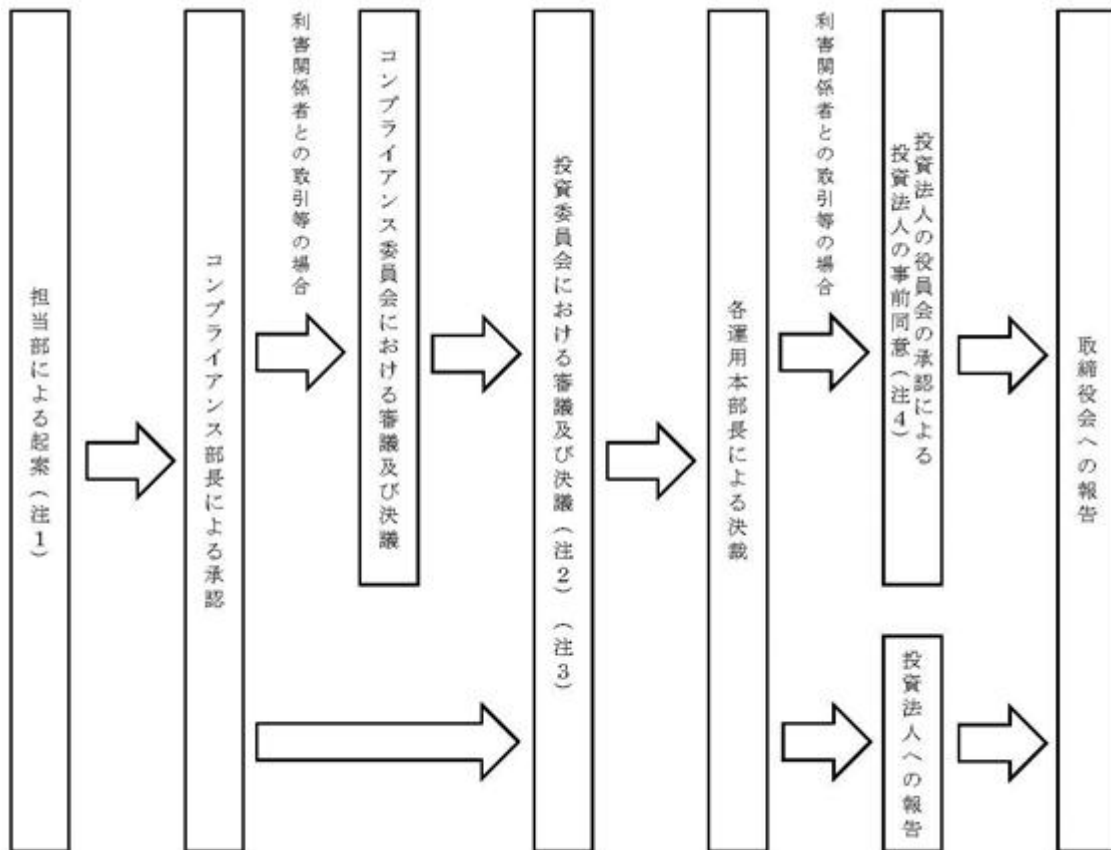 担当部による起案（注1）
コンプライアンス部長による承認
利害関係者との取引等の場合
コンプライアンス委員会における審議及び決議
投資委員会における審議及び決議（注2）（注3）
各運用本部長による決裁
利害関係者との取引等の場合
投資法人の役員会の承認による
投資法人の事前同意（注4）
投資法人への報告
取締役会への報告